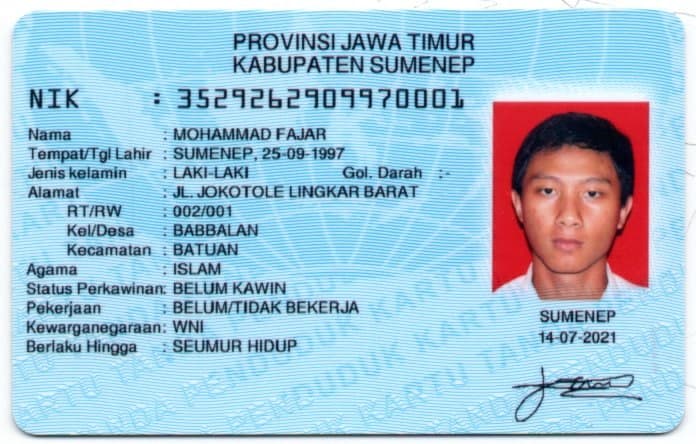 PROVINSI JAWA TIMUR
KABUPATEN SUMENEP
NIK : 3529262909970001
Nama : MOHAMMAD FAJAR
Tempat/Tgl Lahir : SUMENEP, 25-09-1997
Jenis kelamin : LAKI-LAKI Gol. Darah :-
Alamat : JL. JOKOTOLE LINGKAR BARAT
RT/RW : 002/001
Kel/Desa : BABBALAN
Kecamatan : BATUAN
Agama : ISLAM
Status Perkawinan: BELUM KAWIN
Pekerjaan : BELUM/TIDAK BEKERJA
Kewarganegaraan: WNI
Berlaku Hingga : SEUMUR HIDUP
SUMENEP
14-07-2021